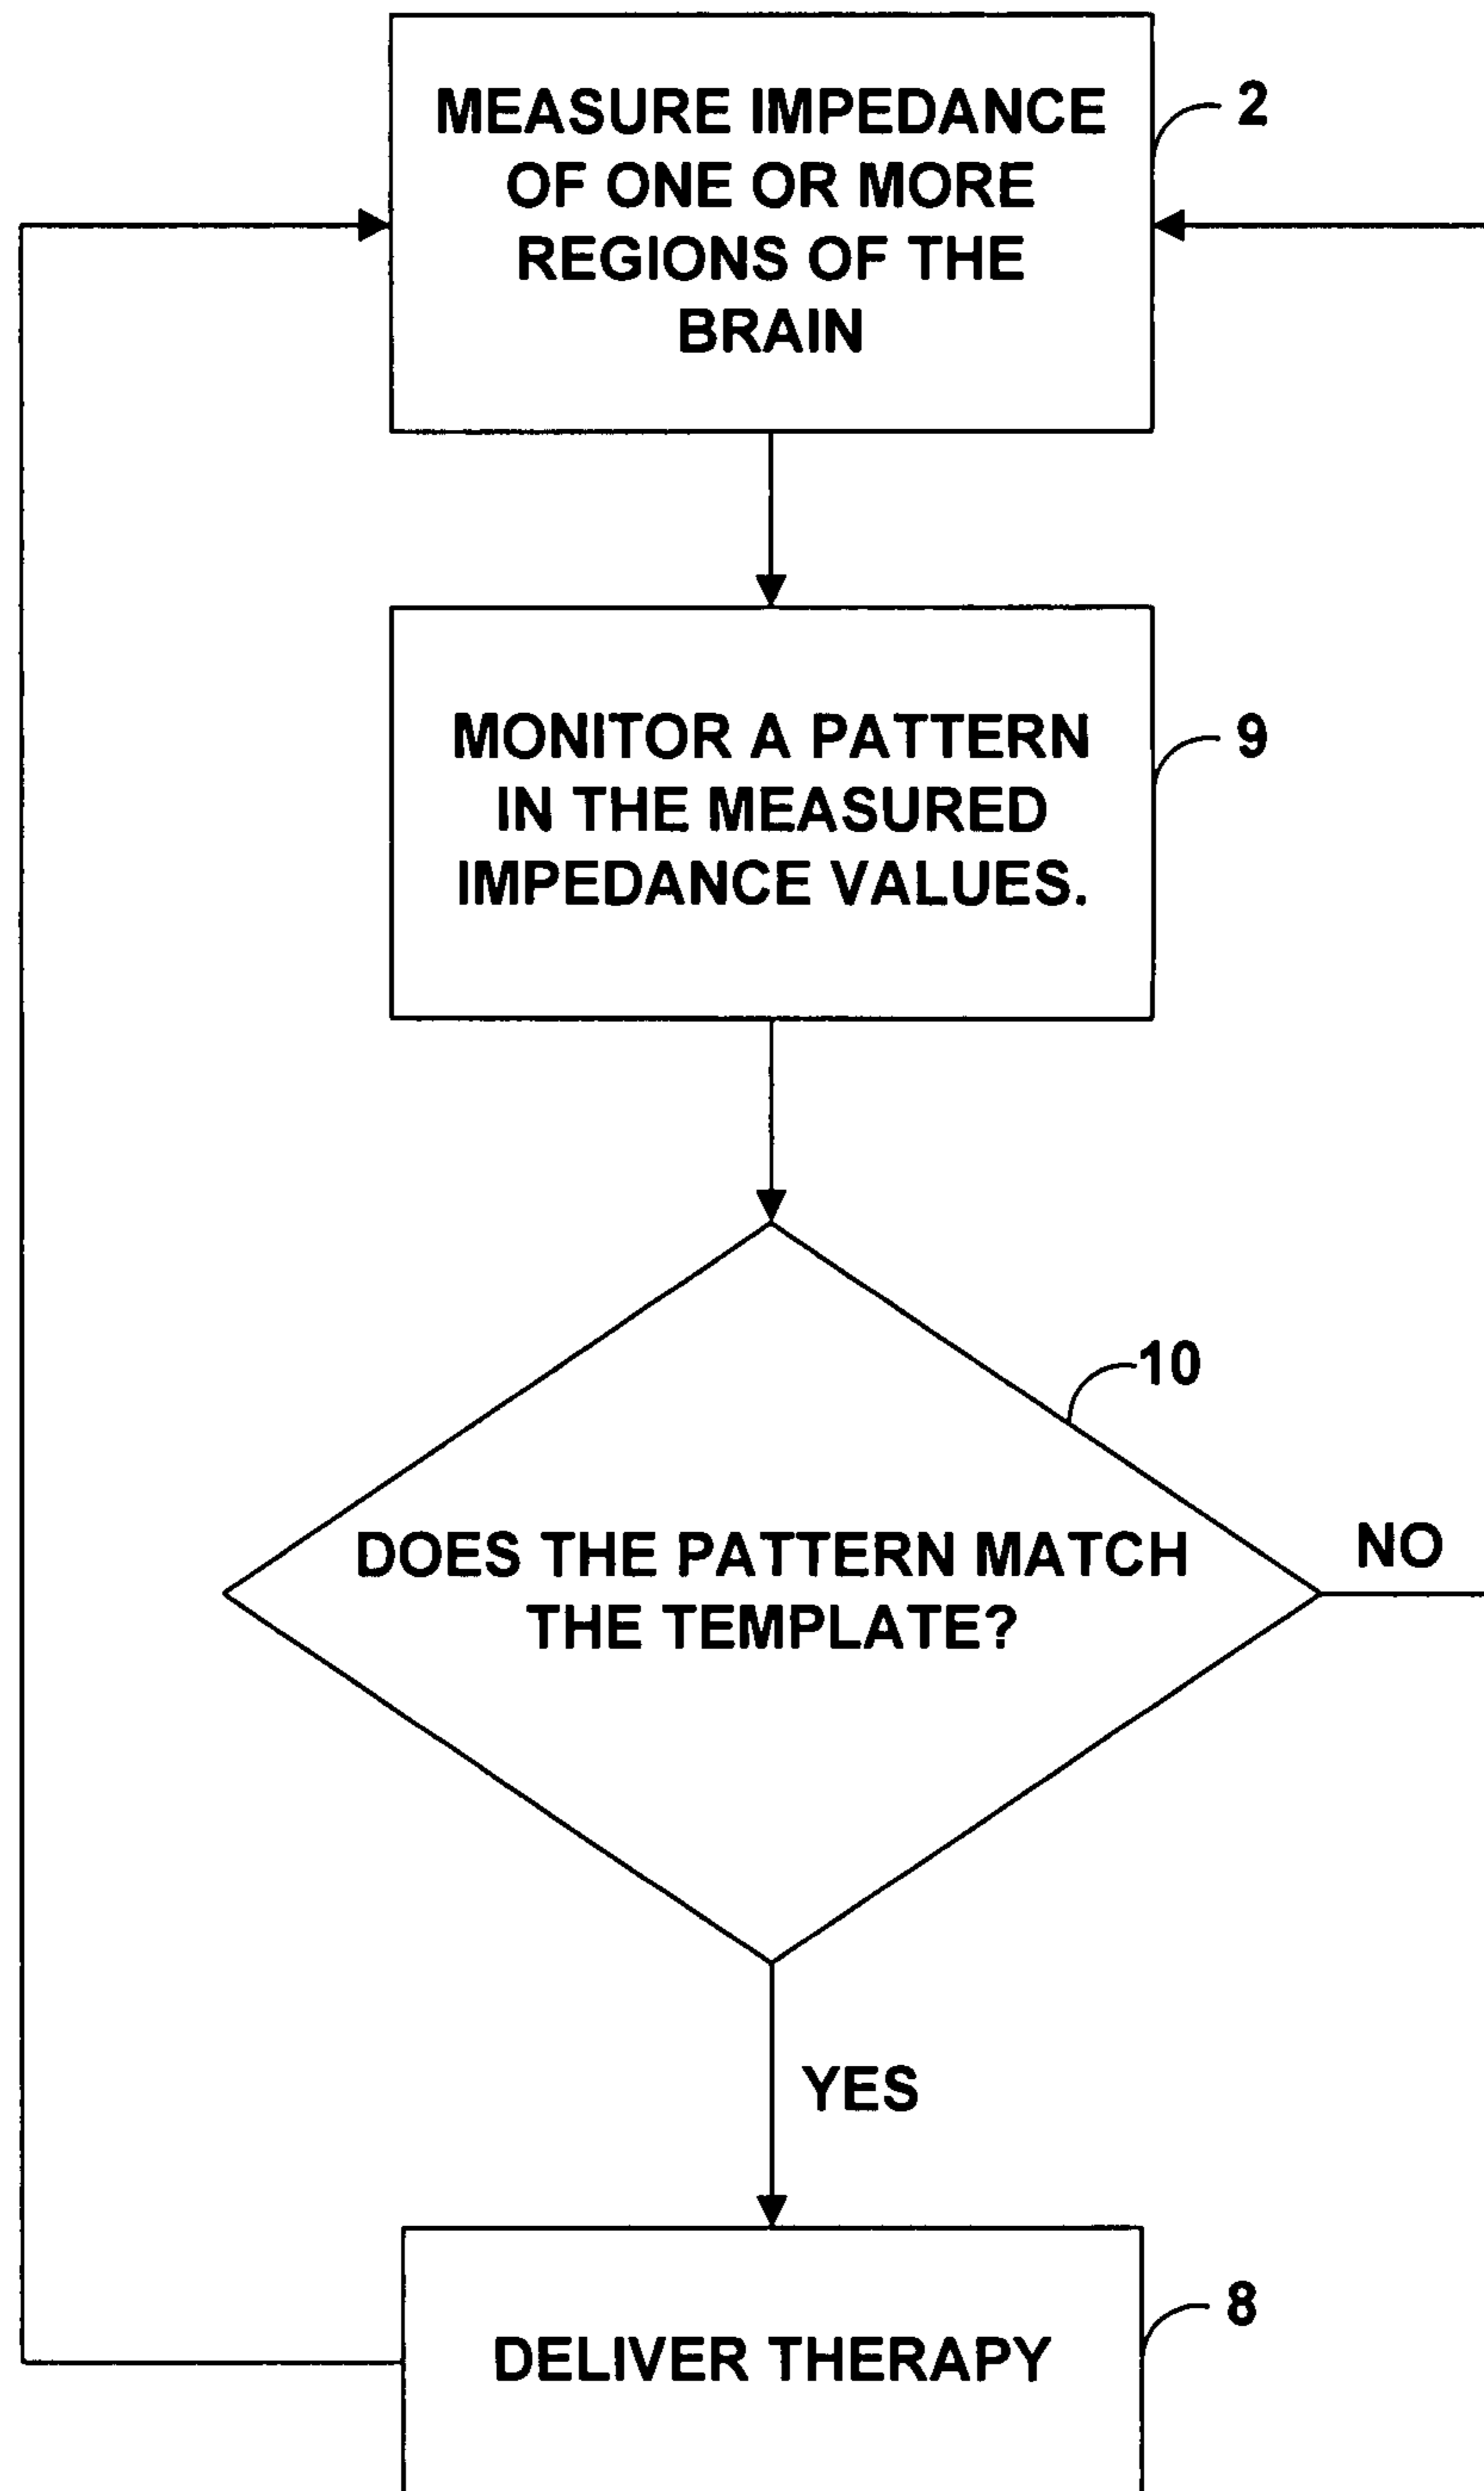 MEASURE IMPEDANCE
OF ONE OR MORE
REGIONS OF THE
BRAIN
2
MONITOR A PATTERN
IN THE MEASURED
IMPEDANCE VALUES.
9
10
DOES THE PATTERN MATCH
THE TEMPLATE?
NO
YES
8
DELIVER THERAPY